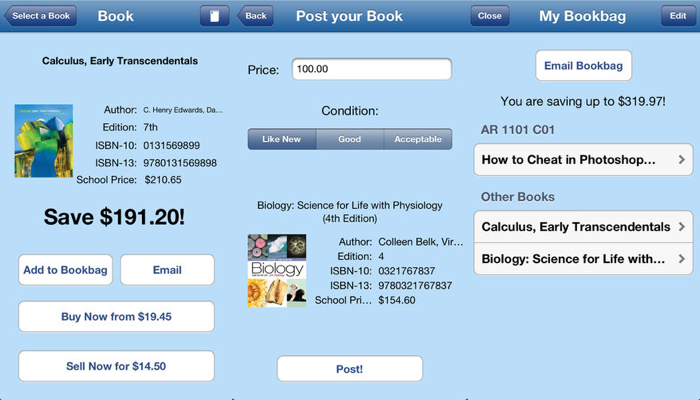 Select a Book
Book
Calculus, Early Transcendentals
Author: C. Henry Edwards, Da...
Edition: 7th
ISBN-10: 0131569899
ISBN-13: 9780131569898
School Price: $210.65
Save $191.20!
Add to Bookbag
Email
Buy Now from $19.45
Sell Now for $14.50
Back
Post your Book
Price: 100.00
Condition:
Like New
Good
Acceptable
Biology: Science for Life with Physiology
(4th Edition)
Biology
Author: Colleen Belk, Vir...
Edition: 4
ISBN-10: 0321767837
ISBN-13: 9780321767837
School Pri... $154.60
Post!
Close
My Bookbag
Edit
Email Bookbag
You are saving up to $319.97!
AR 1101 C01
How to Cheat in Photoshop...
Other Books
Calculus, Early Transcendentals
Biology: Science for Life with...